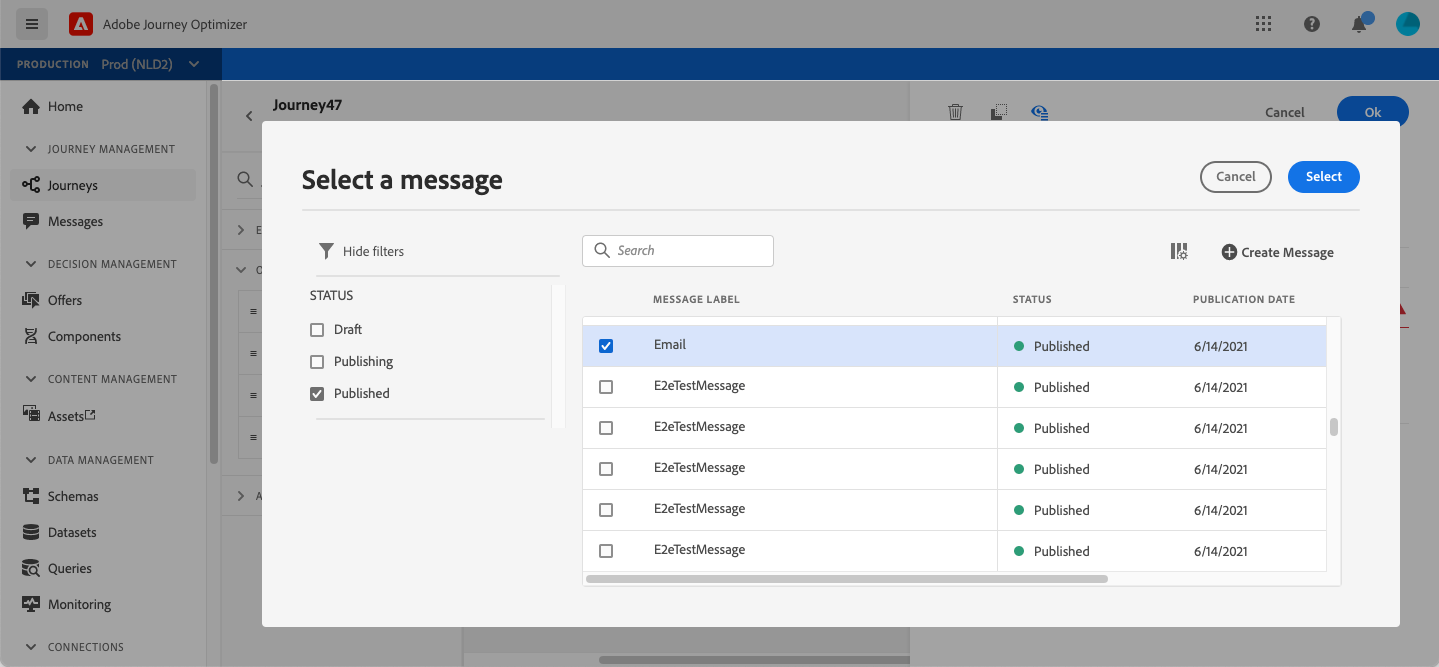 Adobe Journey Optimizer
PRODUCTION Prod (NLD2)
Home
JOURNEY MANAGEMENT
Journeys
Messages
DECISION MANAGEMENT
Offers
Components
CONTENT MANAGEMENT
Assets
DATA MANAGEMENT
Schemas
Datasets
Queries
Monitoring
CONNECTIONS
Journey47
Cancel Ok
Select a message
Cancel Select
Hide filters
STATUS
Draft
Publishing
Published
Search
Create Message
MESSAGE LABEL STATUS PUBLICATION DATE
Email Published 6/14/2021
E2eTestMessage Published 6/14/2021
E2eTestMessage Published 6/14/2021
E2eTestMessage Published 6/14/2021
E2eTestMessage Published 6/14/2021
E2eTestMessage Published 6/14/2021